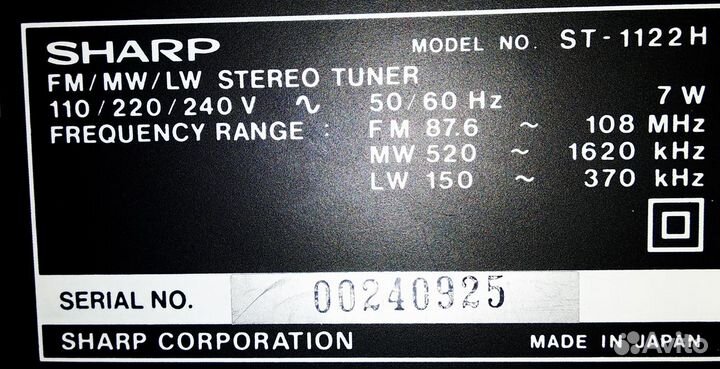 SHARP MODEL NO. ST-1122H
FM/MW/LW STEREO TUNER
110/220/240 V ~ 50/60 Hz 7 W
FREQUENCY RANGE : FM 87.6 ~ 108 MHz
MW 520 ~ 1620 kHz
LW 150 ~ 370 kHz
SERIAL NO. 00240925
SHARP CORPORATION MADE IN JAPAN
Avito